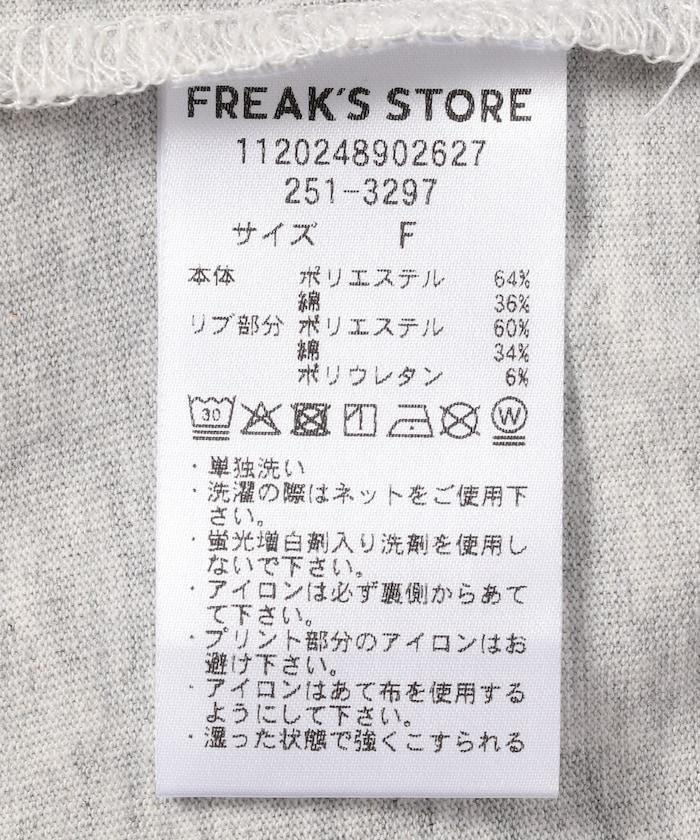 FREAK'S STORE
1120248902627
251-3297
サイズ F
本体 ポリエステル 64%
綿 36%
リブ部分 ポリエステル 60%
綿 34%
ポリウレタン 6%
30 W
・単独洗い
・洗濯の際はネットをご使用下
さい。
・蛍光増白剤入り洗剤を使用し
ないで下さい。
・アイロンは必ず裏側からあて
て下さい。
・プリント部分のアイロンはお
避け下さい。
・アイロンはあて布を使用する
ようにして下さい。
・湿った状態で強くこすられる